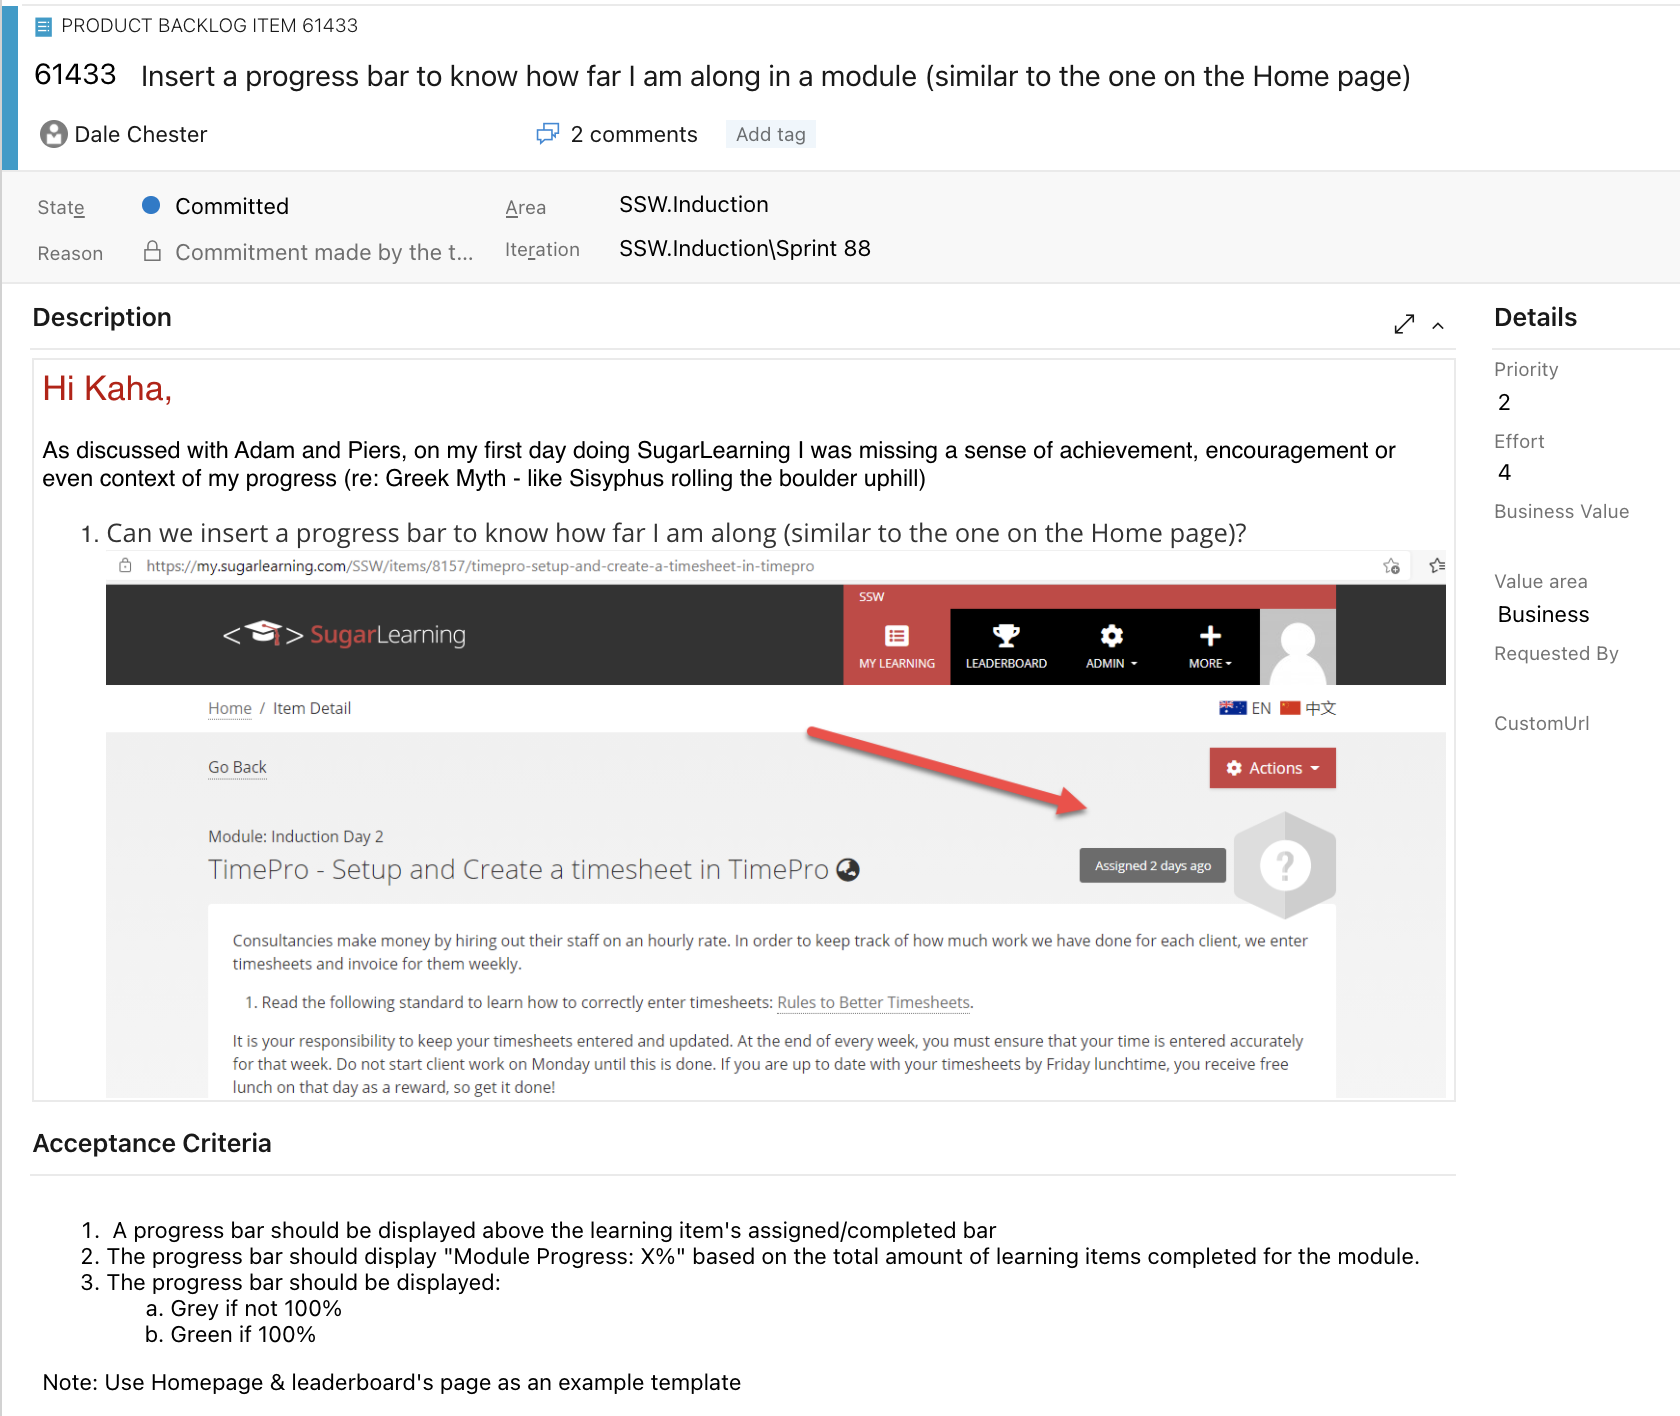 PRODUCT BACKLOG ITEM 61433
61433 Insert a progress bar to know how far I am along in a module (similar to the one on the Home page)
Dale Chester 2 comments Add tag
State Committed Area SSW.Induction
Reason Commitment made by the t... Iteration SSW.Induction\Sprint 88
Description
Details
Hi Kaha,
As discussed with Adam and Piers, on my first day doing SugarLearning I was missing a sense of achievement, encouragement or
even context of my progress (re: Greek Myth - like Sisyphus rolling the boulder uphill)
1. Can we insert a progress bar to know how far I am along (similar to the one on the Home page)?
https://my.sugarlearning.com/SSW/items/8157/timepro-setup-and-create-a-timesheet-in-timepro
SSW
< > SugarLearning
MY LEARNING LEADERBOARD ADMIN MORE
Home / Item Detail EN 中文
Go Back Actions
Module: Induction Day 2
TimePro - Setup and Create a timesheet in TimePro
Assigned 2 days ago ?
Consultancies make money by hiring out their staff on an hourly rate. In order to keep track of how much work we have done for each client, we enter
timesheets and invoice for them weekly.
1. Read the following standard to learn how to correctly enter timesheets: Rules to Better Timesheets.
It is your responsibility to keep your timesheets entered and updated. At the end of every week, you must ensure that your time is entered accurately
for that week. Do not start client work on Monday until this is done. If you are up to date with your timesheets by Friday lunchtime, you receive free
lunch on that day as a reward, so get it done!
Priority
2
Effort
4
Business Value
Value area
Business
Requested By
CustomUrl
Acceptance Criteria
1. A progress bar should be displayed above the learning item's assigned/completed bar
2. The progress bar should display "Module Progress: X%" based on the total amount of learning items completed for the module.
3. The progress bar should be displayed:
a. Grey if not 100%
b. Green if 100%
Note: Use Homepage & leaderboard's page as an example template